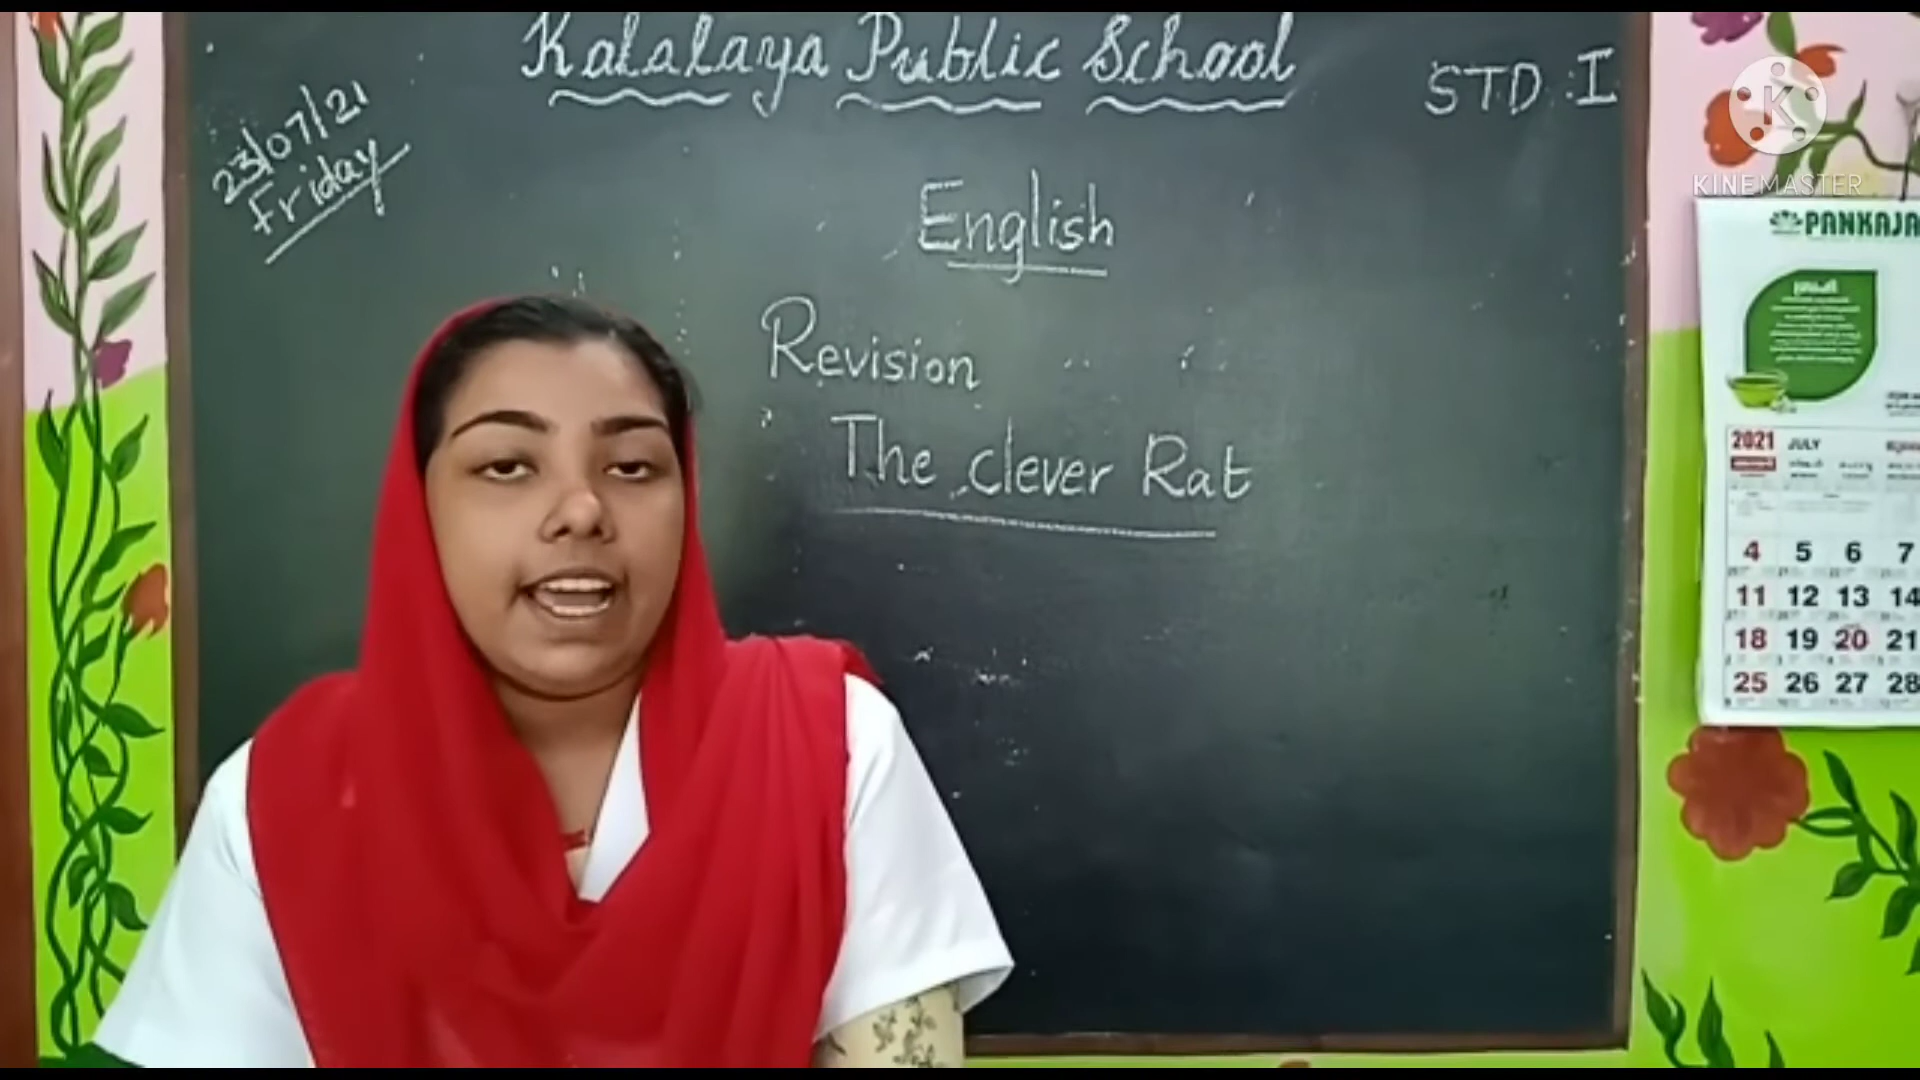 Kalalaya Public School
STD : I
23/07/21
Friday
English
Revision
The clever Rat
KINEMASTER
PANKAJA
2021 JULY
4 5 6 7
11 12 13 14
18 19 20 21
25 26 27 28